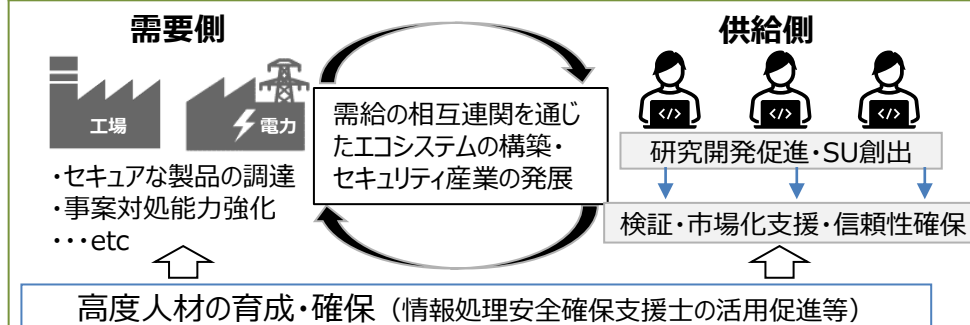 需要側
供給側
工場
電力
・セキュアな製品の調達
・事案対処能力強化
・・・etc
需給の相互連関を通じ
たエコシステムの構築・
セキュリティ産業の発展
</>
</>
</>
研究開発促進・SU創出
検証・市場化支援・信頼性確保
高度人材の育成・確保（情報処理安全確保支援士の活用促進等）